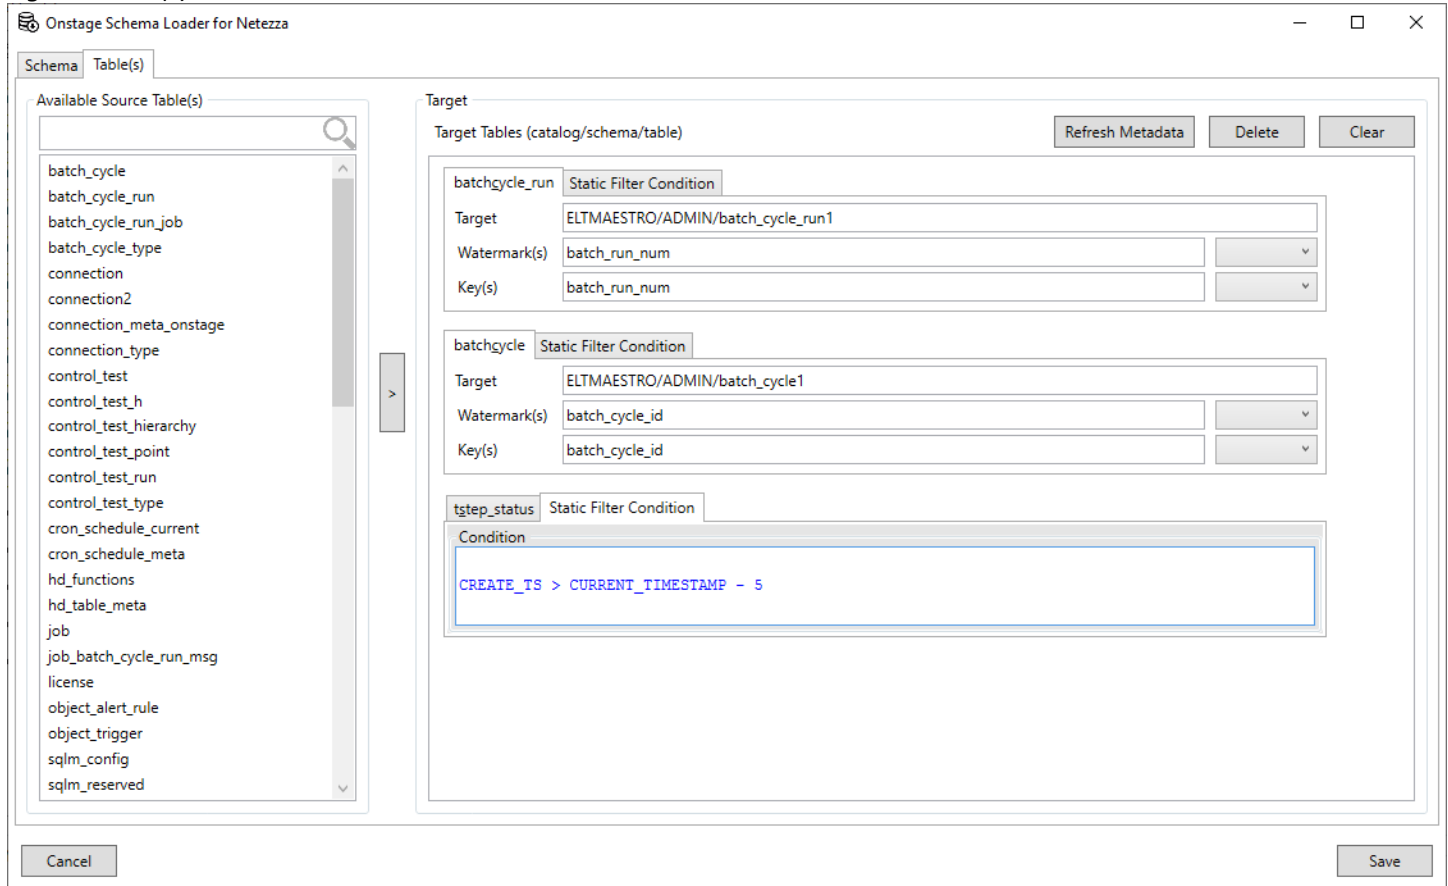 Onstage Schema Loader for Netezza
Schema Table(s)
Available Source Table(s)
batch_cycle
batch_cycle_run
batch_cycle_run_job
batch_cycle_type
connection
connection2
connection_meta_onstage
connection_type
control_test
control_test_h
control_test_hierarchy
control_test_point
control_test_run
control_test_type
cron_schedule_current
cron_schedule_meta
hd_functions
hd_table_meta
job
job_batch_cycle_run_msg
license
object_alert_rule
object_trigger
sqlm_config
sqlm_reserved
>
Target
Target Tables (catalog/schema/table)
Refresh Metadata Delete Clear
batchcycle_run Static Filter Condition
Target ELTMAESTRO/ADMIN/batch_cycle_run1
Watermark(s) batch_run_num
Key(s) batch_run_num
batchcycle Static Filter Condition
Target ELTMAESTRO/ADMIN/batch_cycle1
Watermark(s) batch_cycle_id
Key(s) batch_cycle_id
tstep_status Static Filter Condition
Condition
CREATE_TS > CURRENT_TIMESTAMP - 5
Cancel Save